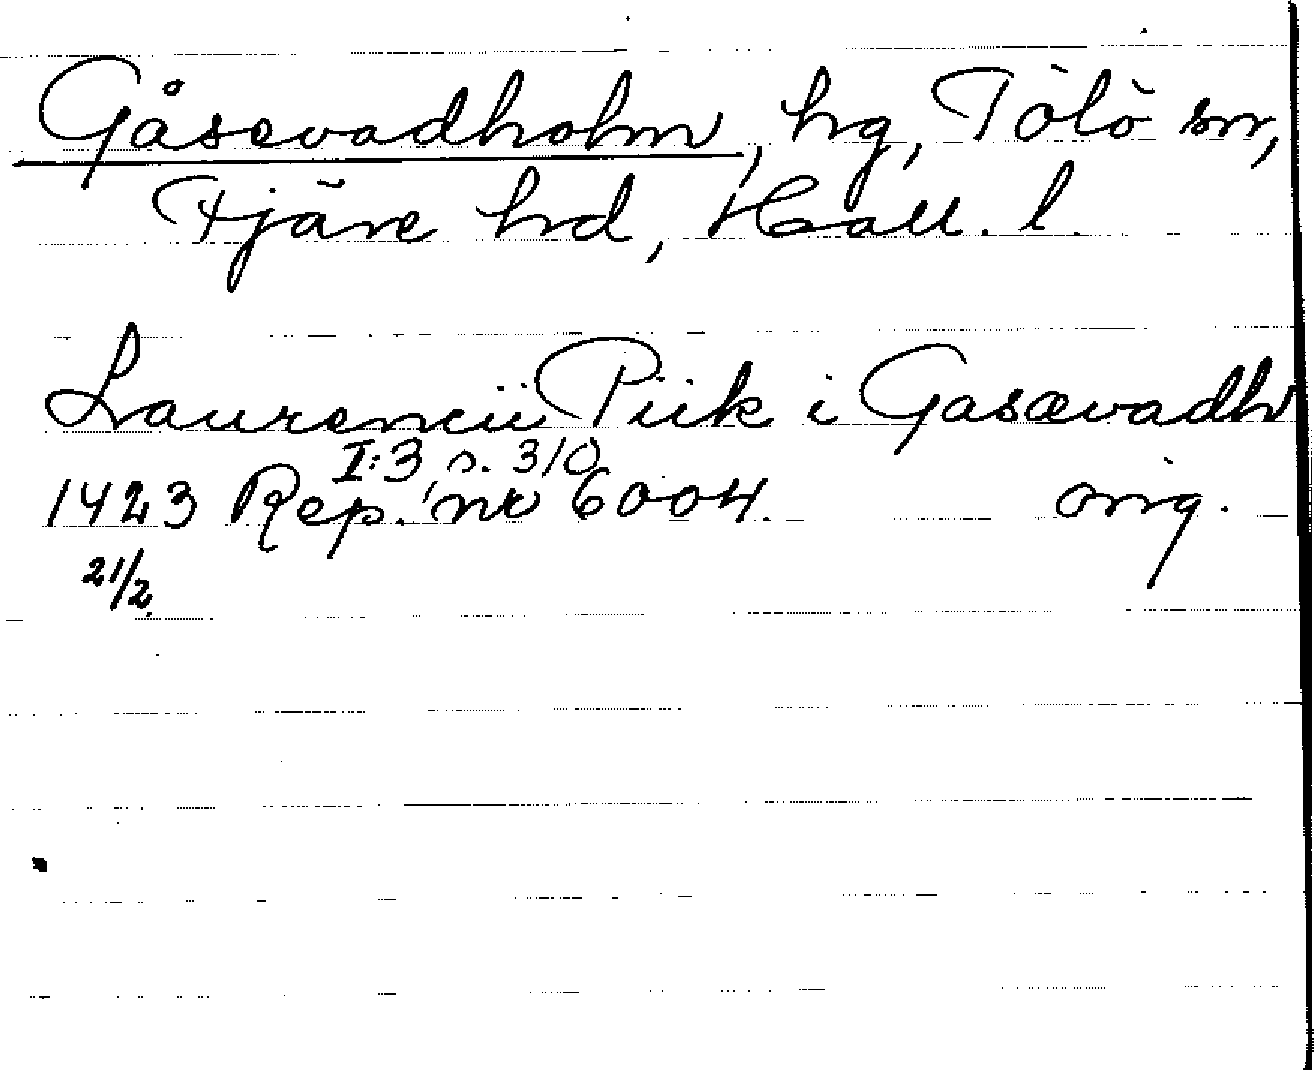 Gåsevadholm, hg, Tölö sn,
Fjäre hd, Hall. l.
Laurencii Piik i Gasævadh
I:3 s. 310
1423 Rep. nr 6004. orig.
21/2